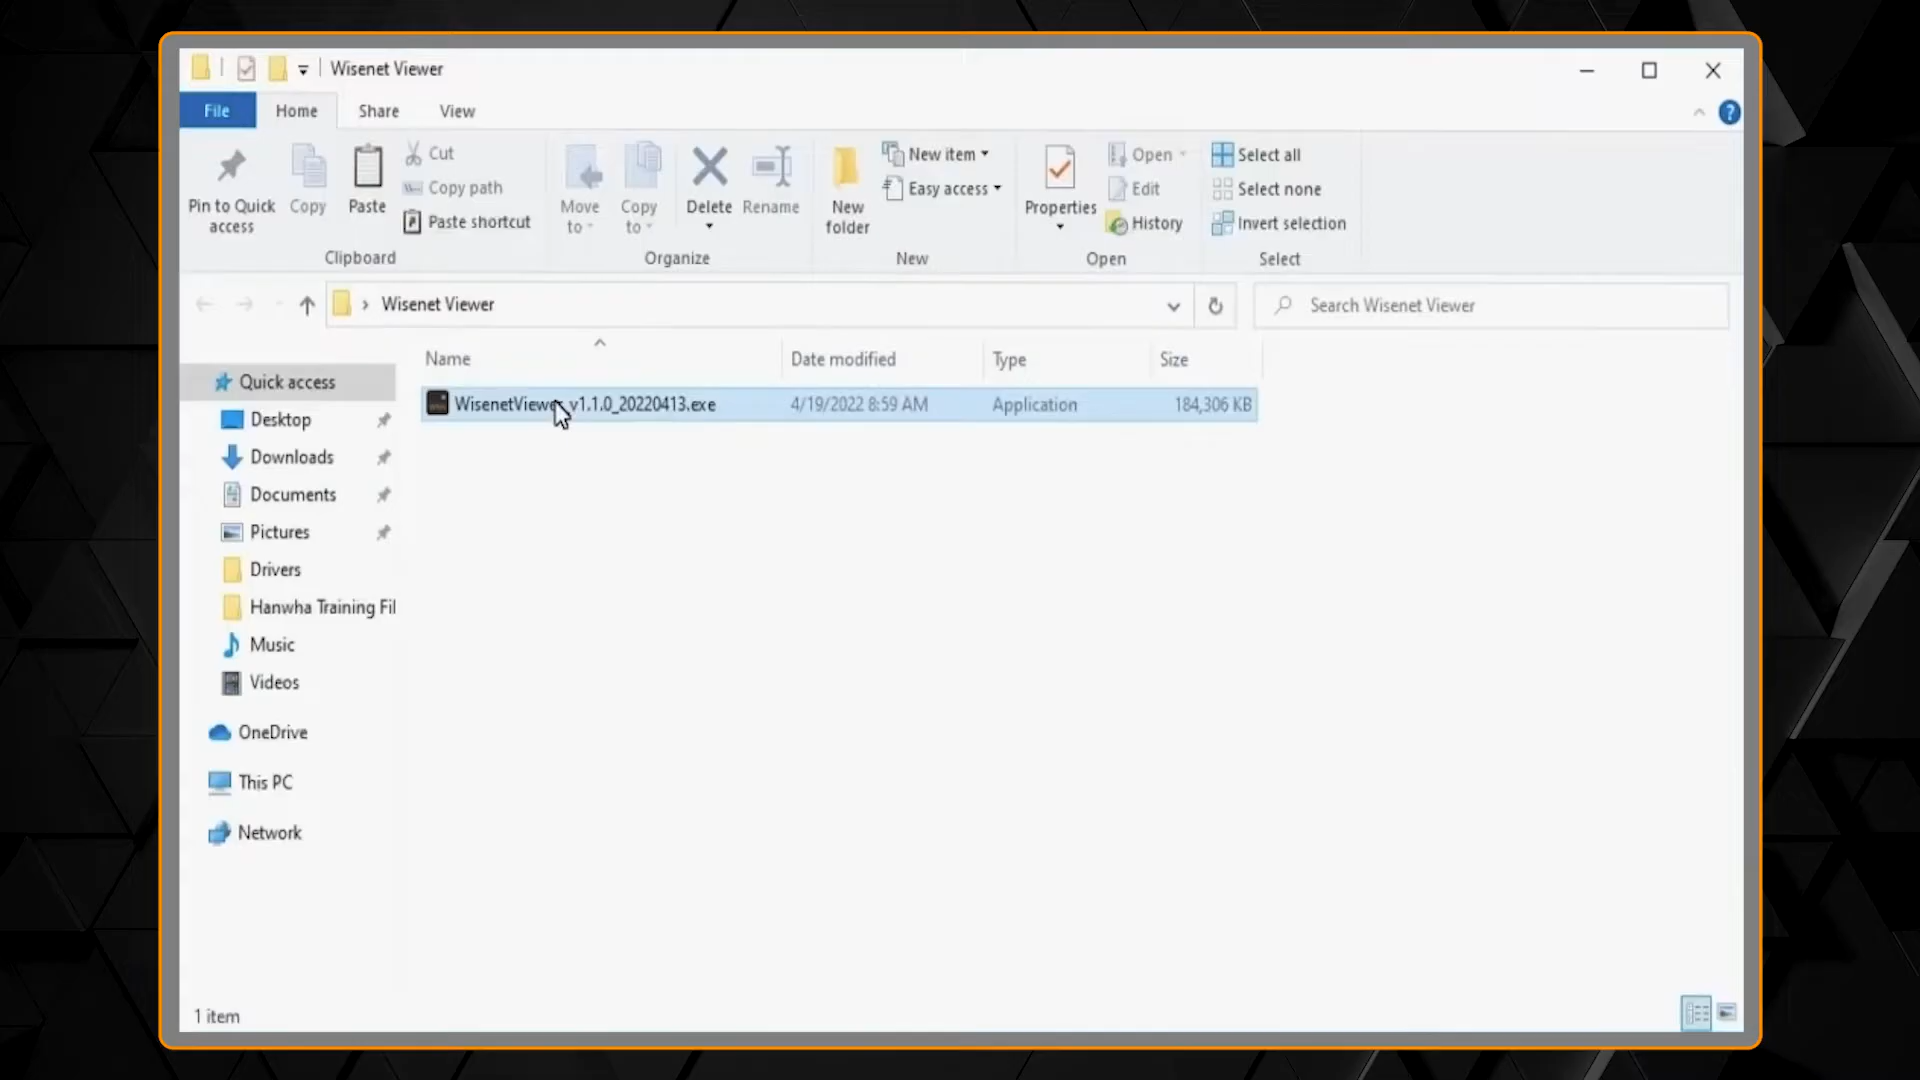 Wisenet Viewer
File Home Share View
Pin to Quick access
Copy
Paste
Cut
Copy path
Paste shortcut
Clipboard
Move to
Copy to
Delete
Rename
Organize
New folder
New item
Easy access
New
Properties
Open
Edit
History
Open
Select all
Select none
Invert selection
Select
Wisenet Viewer
Search Wisenet Viewer
Name Date modified Type Size
WisenetViewer_v1.1.0_20220413.exe 4/19/2022 8:59 AM Application 184,306 KB
Quick access
Desktop
Downloads
Documents
Pictures
Drivers
Hanwha Training Fil
Music
Videos
OneDrive
This PC
Network
1 item